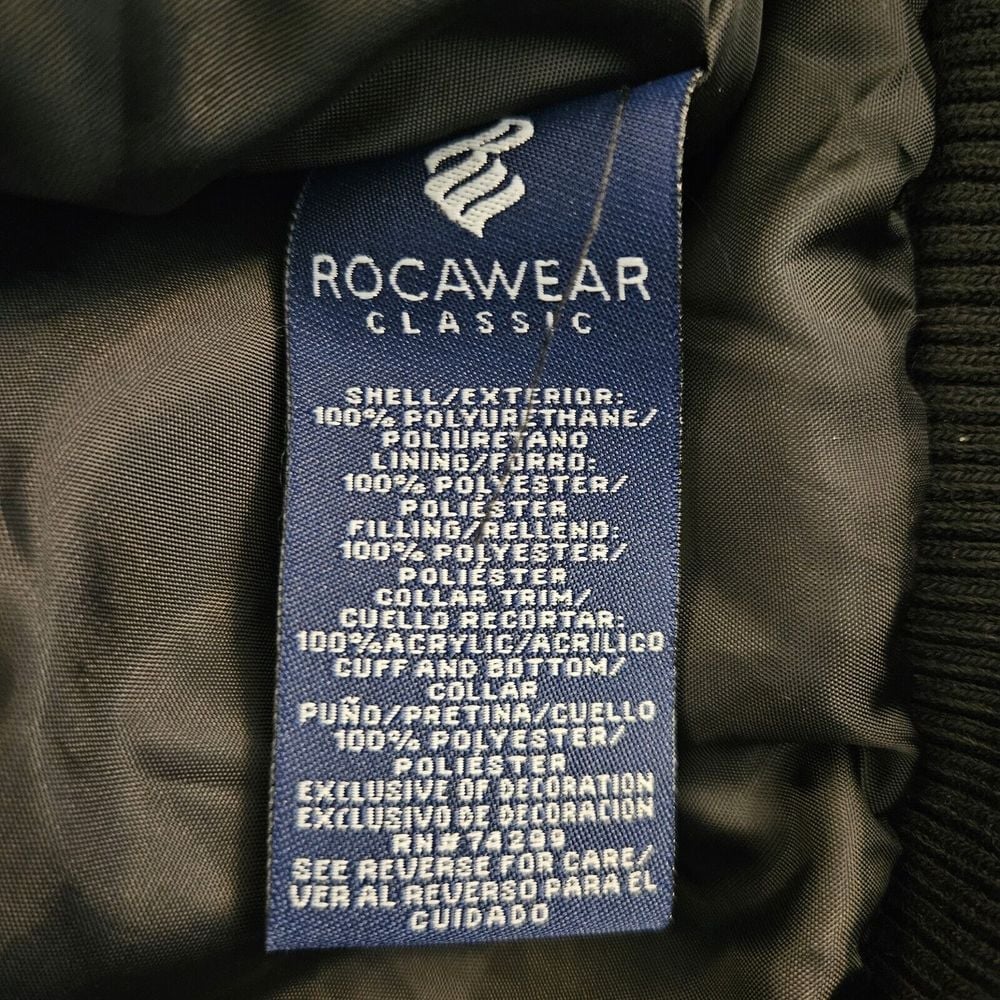 ROCAWEAR
CLASSIC
SHELL/EXTERIOR:
100% POLYURETHANE/
POLIURETANO
LINING/FORRO:
100% POLYESTER/
POLIÉSTER
FILLING/RELLENO:
100% POLYESTER/
POLIÉSTER
COLLAR TRIM/
CUELLO RECORTAR:
100%ACRYLIC/ACRILICO
CUFF AND BOTTOM/
COLLAR
PUÑO/PRETINA/CUELLO
100% POLYESTER/
POLIÉSTER
EXCLUSIVE OF DECORATION
EXCLUSIVO DE DECORACION
RN#74299
SEE REVERSE FOR CARE/
VER AL REVERSO PARA EL
CUIDADO